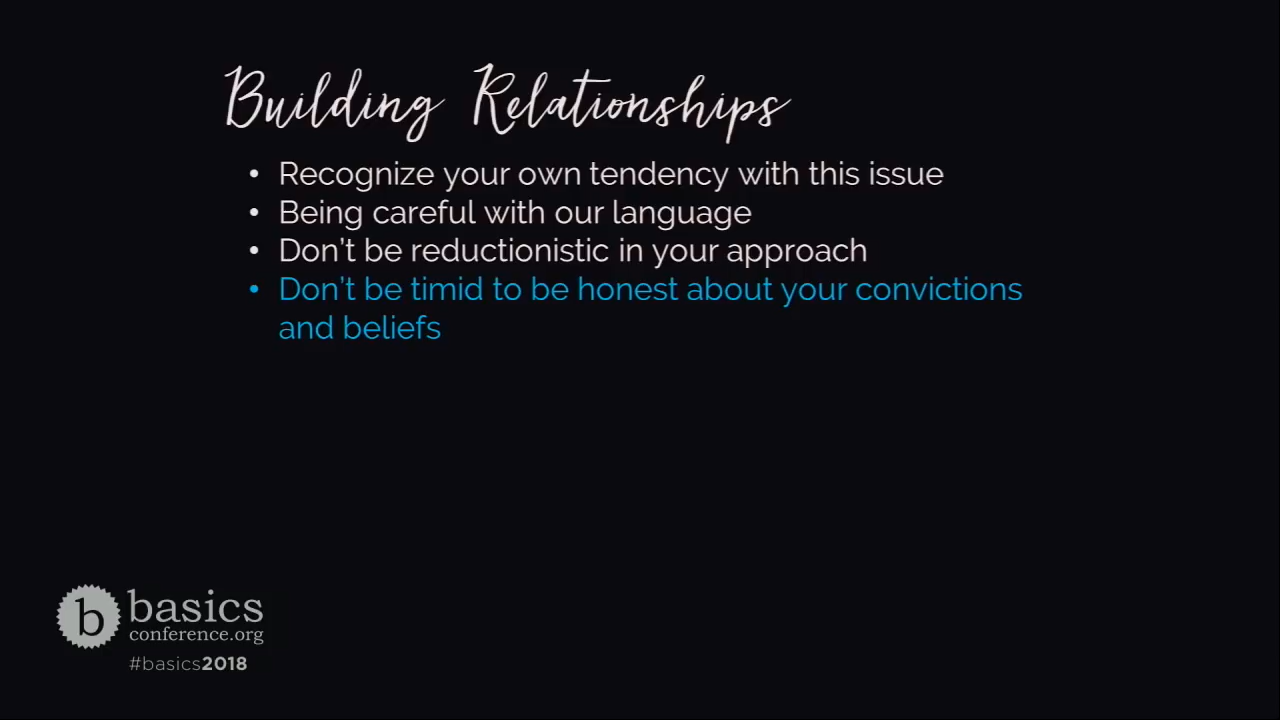 Building Relationships
• Recognize your own tendency with this issue
• Being careful with our language
• Don't be reductionistic in your approach
• Don't be timid to be honest about your convictions
and beliefs
b basics
conference.org
#basics2018